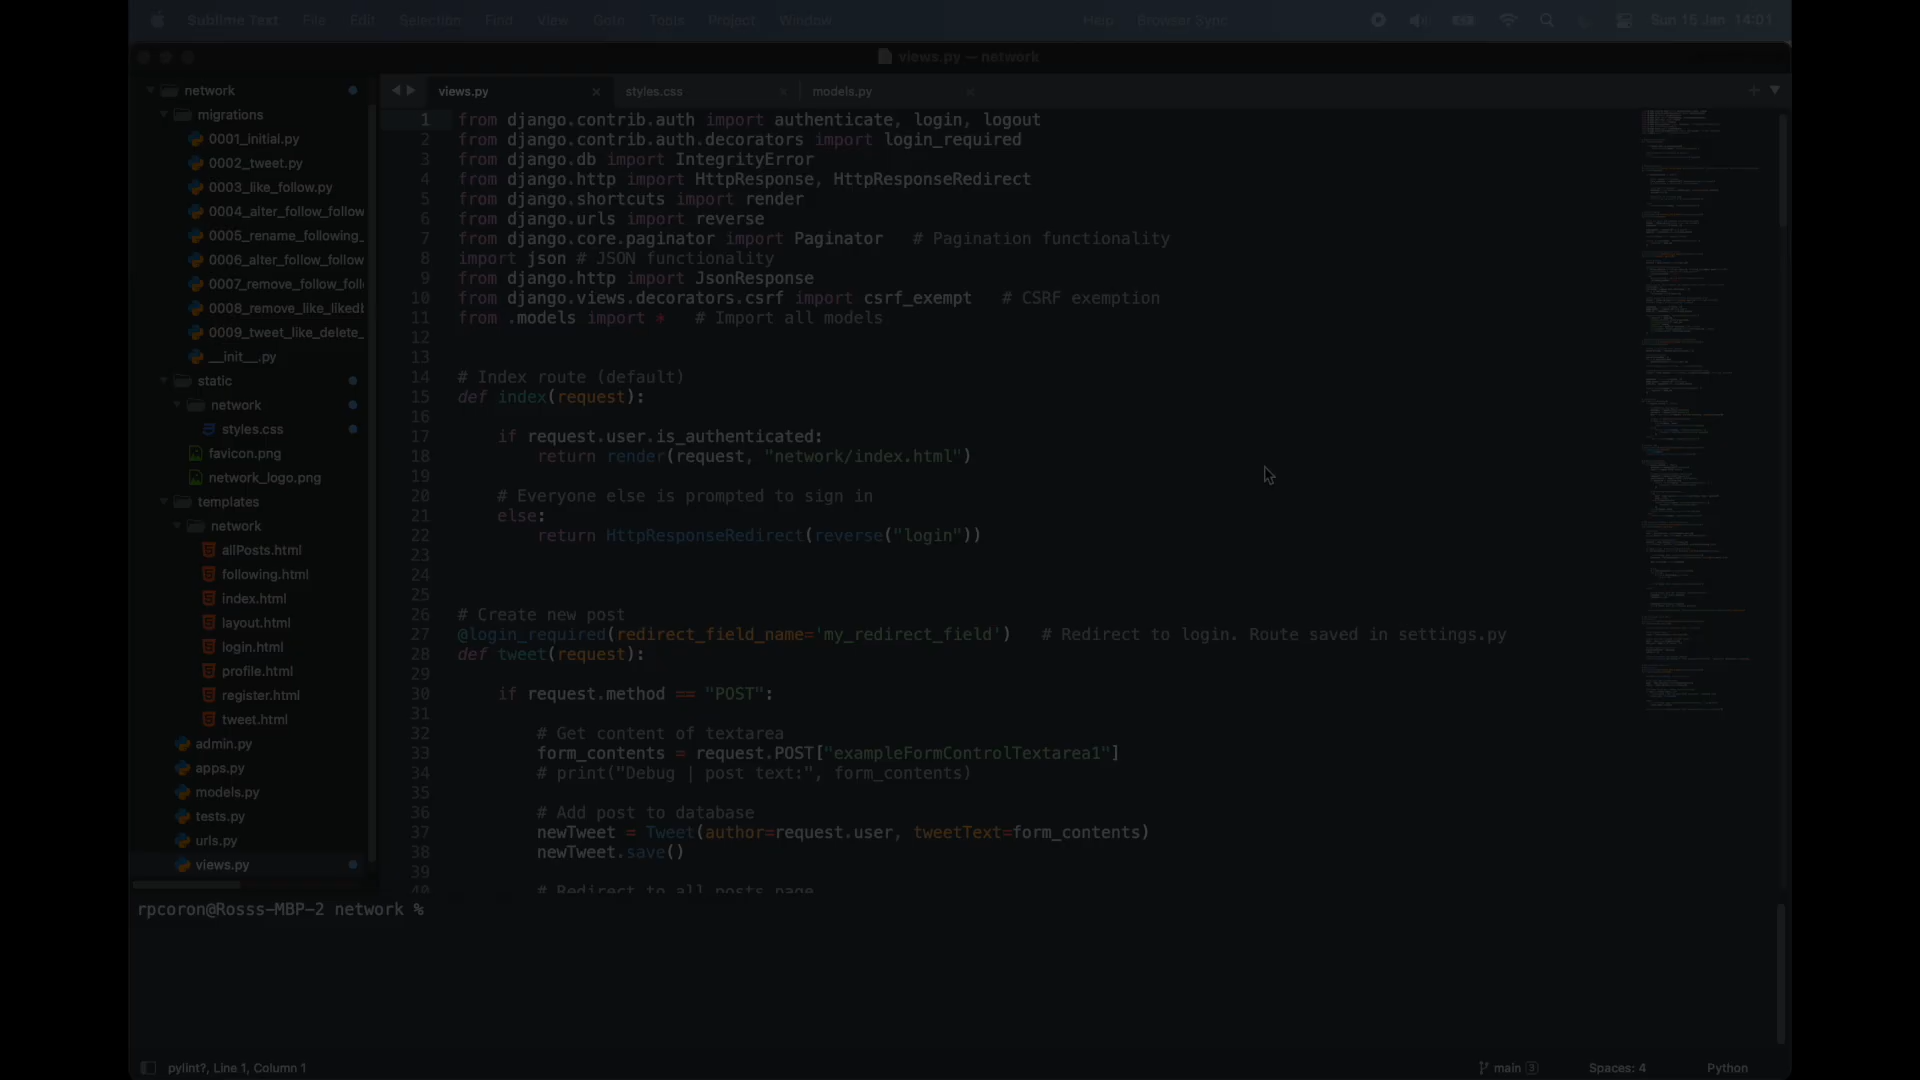 Sublime Text File Edit Selection Find View Goto Tools Project Window Help Browser Sync Sun 15 Jan 14:01
views.py — network
network
migrations
0001_initial.py
0002_tweet.py
0003_like_follow.py
0004_alter_follow_follow
0005_rename_following_
0006_alter_follow_follow
0007_remove_follow_foll
0008_remove_like_liked
0009_tweet_like_delete_
__init__.py
static
network
styles.css
favicon.png
network_logo.png
templates
network
allPosts.html
following.html
index.html
layout.html
login.html
profile.html
register.html
tweet.html
admin.py
apps.py
models.py
tests.py
urls.py
views.py
views.py styles.css models.py
1 from django.contrib.auth import authenticate, login, logout
2 from django.contrib.auth.decorators import login_required
3 from django.db import IntegrityError
4 from django.http import HttpResponse, HttpResponseRedirect
5 from django.shortcuts import render
6 from django.urls import reverse
7 from django.core.paginator import Paginator # Pagination functionality
8 import json # JSON functionality
9 from django.http import JsonResponse
10 from django.views.decorators.csrf import csrf_exempt # CSRF exemption
11 from .models import * # Import all models
12
13
14 # Index route (default)
15 def index(request):
16
17 if request.user.is_authenticated:
18 return render(request, "network/index.html")
19
20 # Everyone else is prompted to sign in
21 else:
22 return HttpResponseRedirect(reverse("login"))
23
24
25
26 # Create new post
27 @login_required(redirect_field_name='my_redirect_field') # Redirect to login. Route saved in settings.py
28 def tweet(request):
29
30 if request.method == "POST":
31
32 # Get content of textarea
33 form_contents = request.POST["exampleFormControlTextarea1"]
34 # print("Debug | post text:", form_contents)
35
36 # Add post to database
37 newTweet = Tweet(author=request.user, tweetText=form_contents)
38 newTweet.save()
39
40 # Redirect to all posts page
rpcoron@Rosss-MBP-2 network %
pylint?, Line 1, Column 1 main 3 Spaces: 4 Python